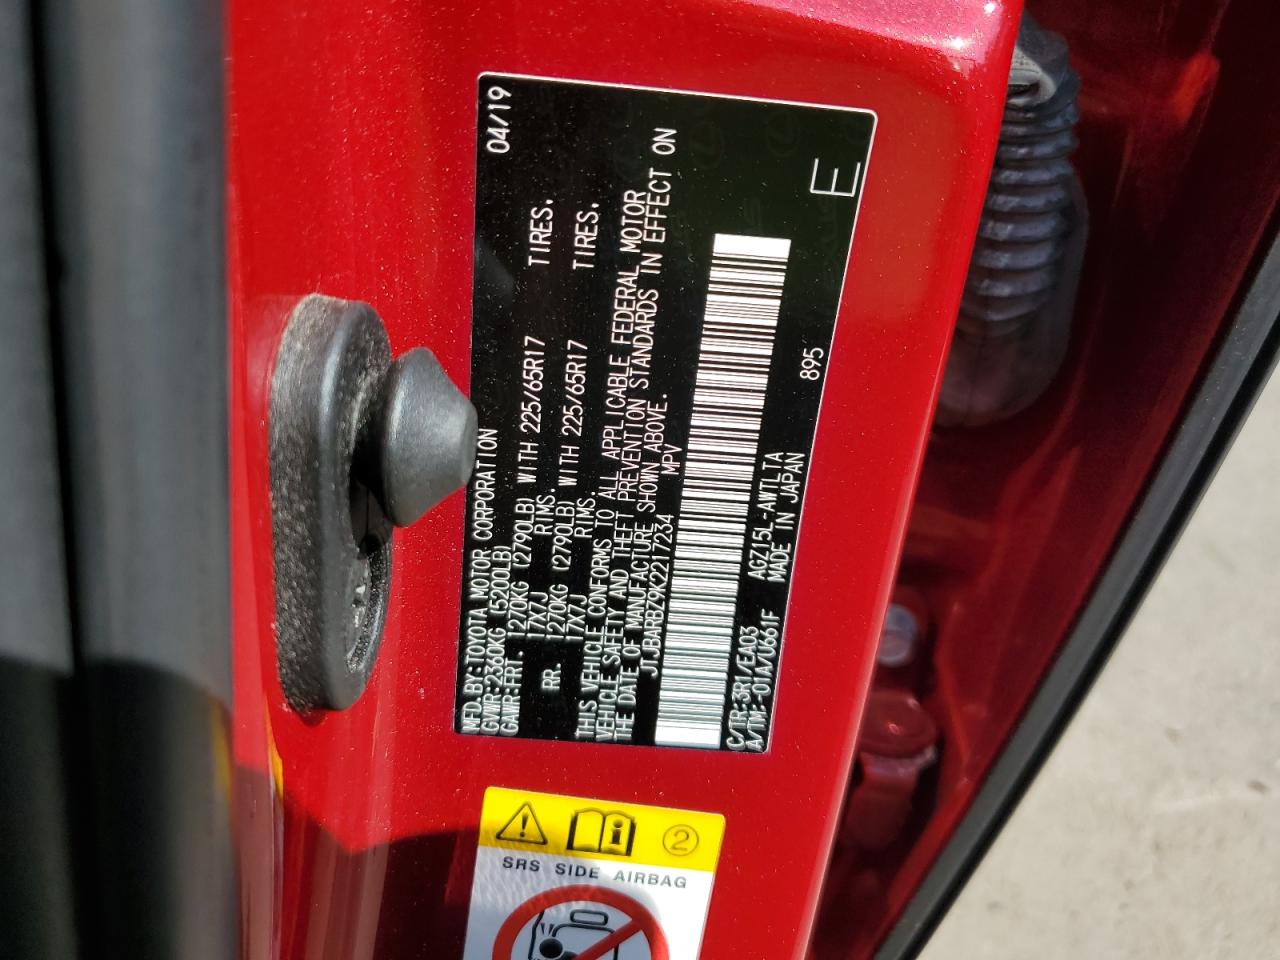 MFD.BY:TOYOTA MOTOR CORPORATION 04/19
GVWR:2360KG (5200LB)
GAWR:FRT. 1270KG (2790LB) WITH 225/65R17 TIRES.
17X7J RIMS.
RR. 1270KG (2790LB) WITH 225/65R17 TIRES.
17X7J RIMS.
THIS VEHICLE CONFORMS TO ALL APPLICABLE FEDERAL MOTOR
VEHICLE SAFETY AND THEFT PREVENTION STANDARDS IN EFFECT ON
THE DATE OF MANUFACTURE SHOWN ABOVE.
JTJBARBZ9K2217234 MPV
C/TR:3R1/EA03 AGZ15L-AWTLTA 895
A/TM:-01A/U661F MADE IN JAPAN
E
2
SRS SIDE AIRBAG